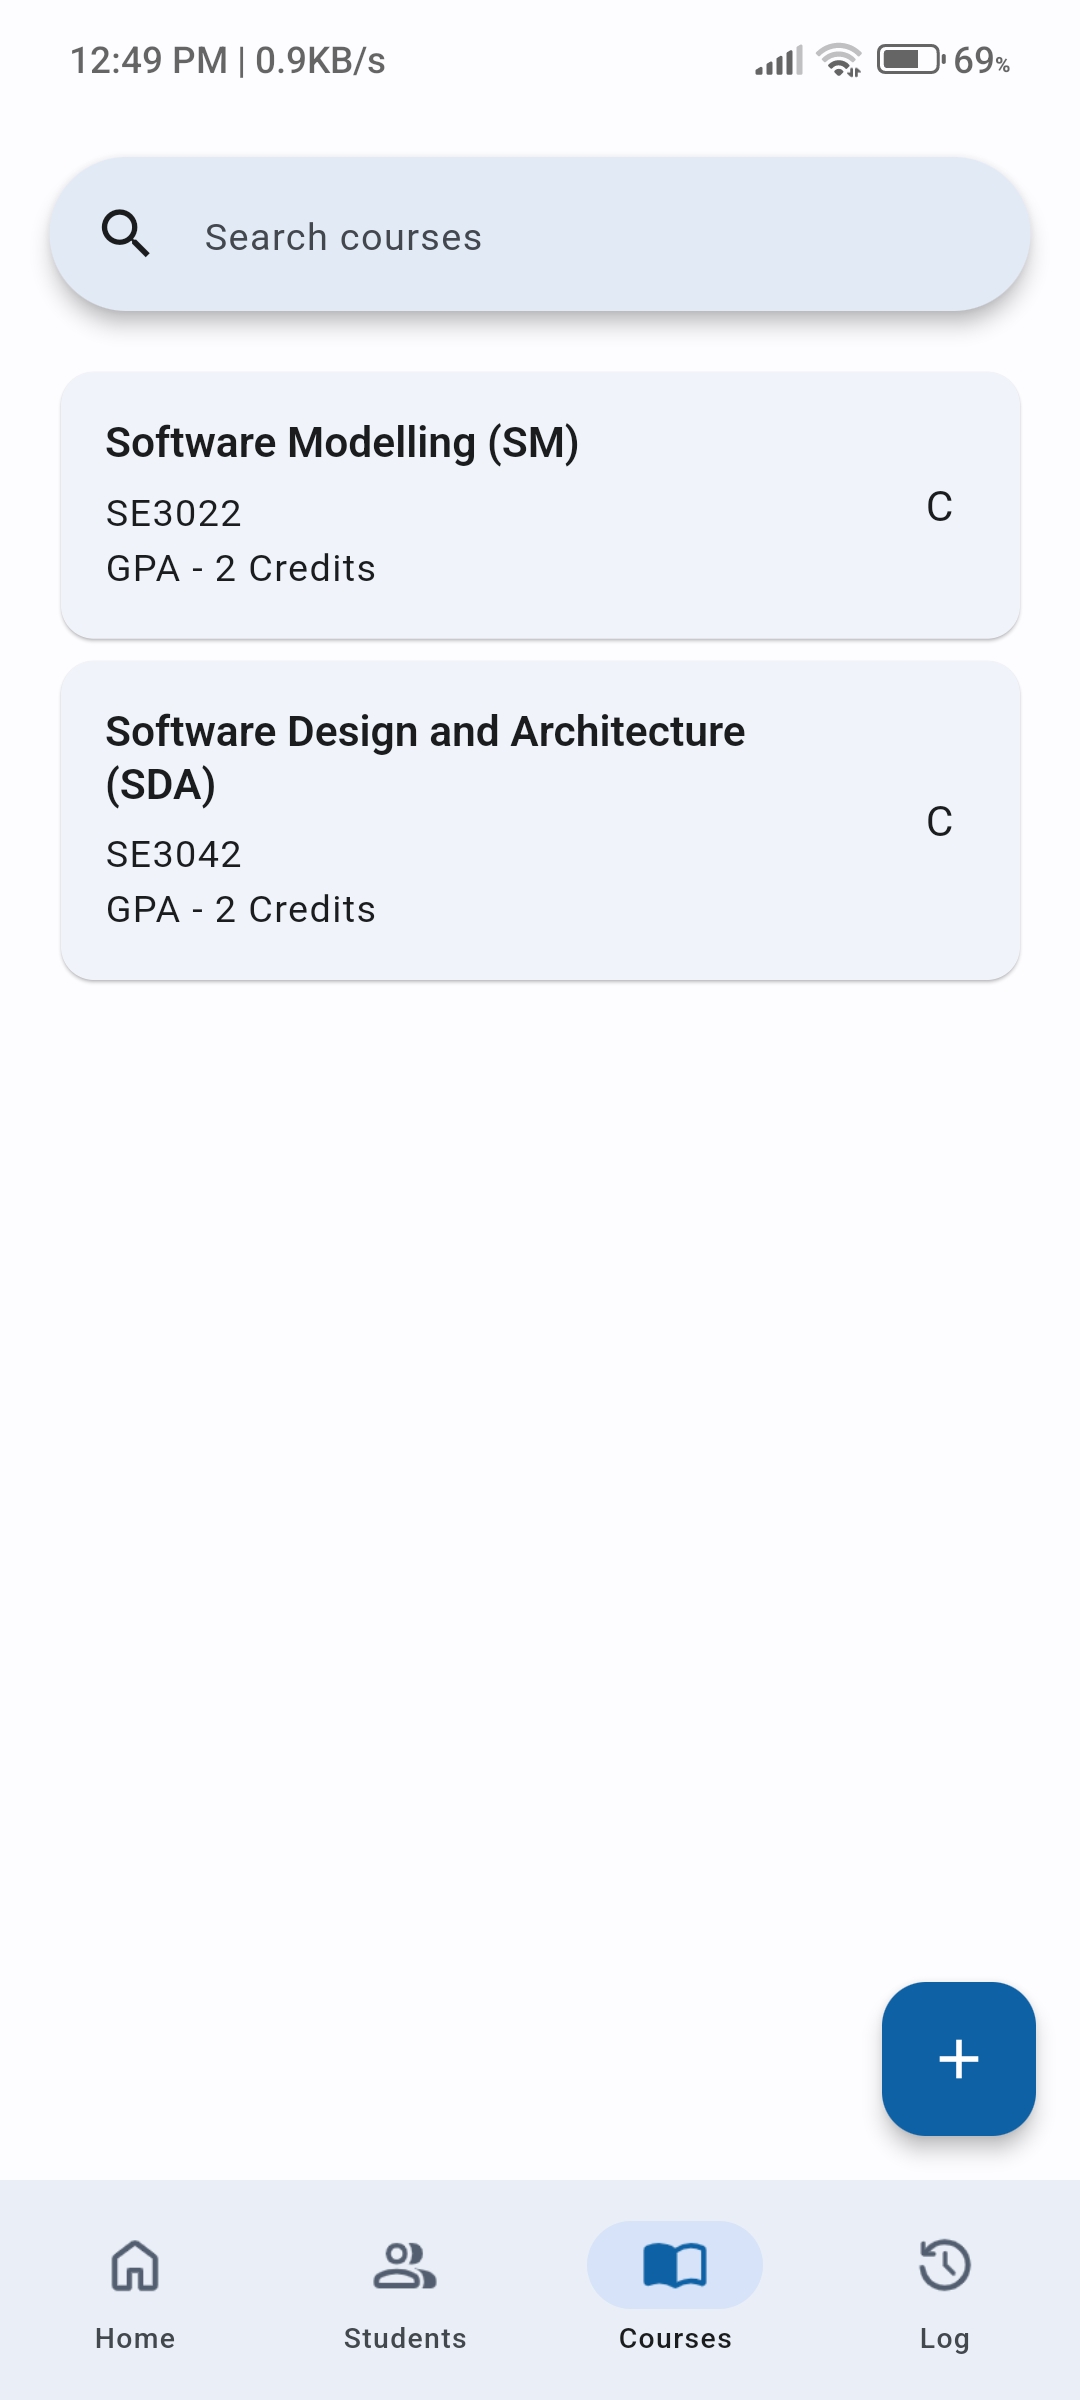 12:49 PM | 0.9KB/s 69%
Search courses
Software Modelling (SM)
SE3022
C
GPA - 2 Credits
Software Design and Architecture
(SDA)
C
SE3042
GPA - 2 Credits
Home Students Courses Log